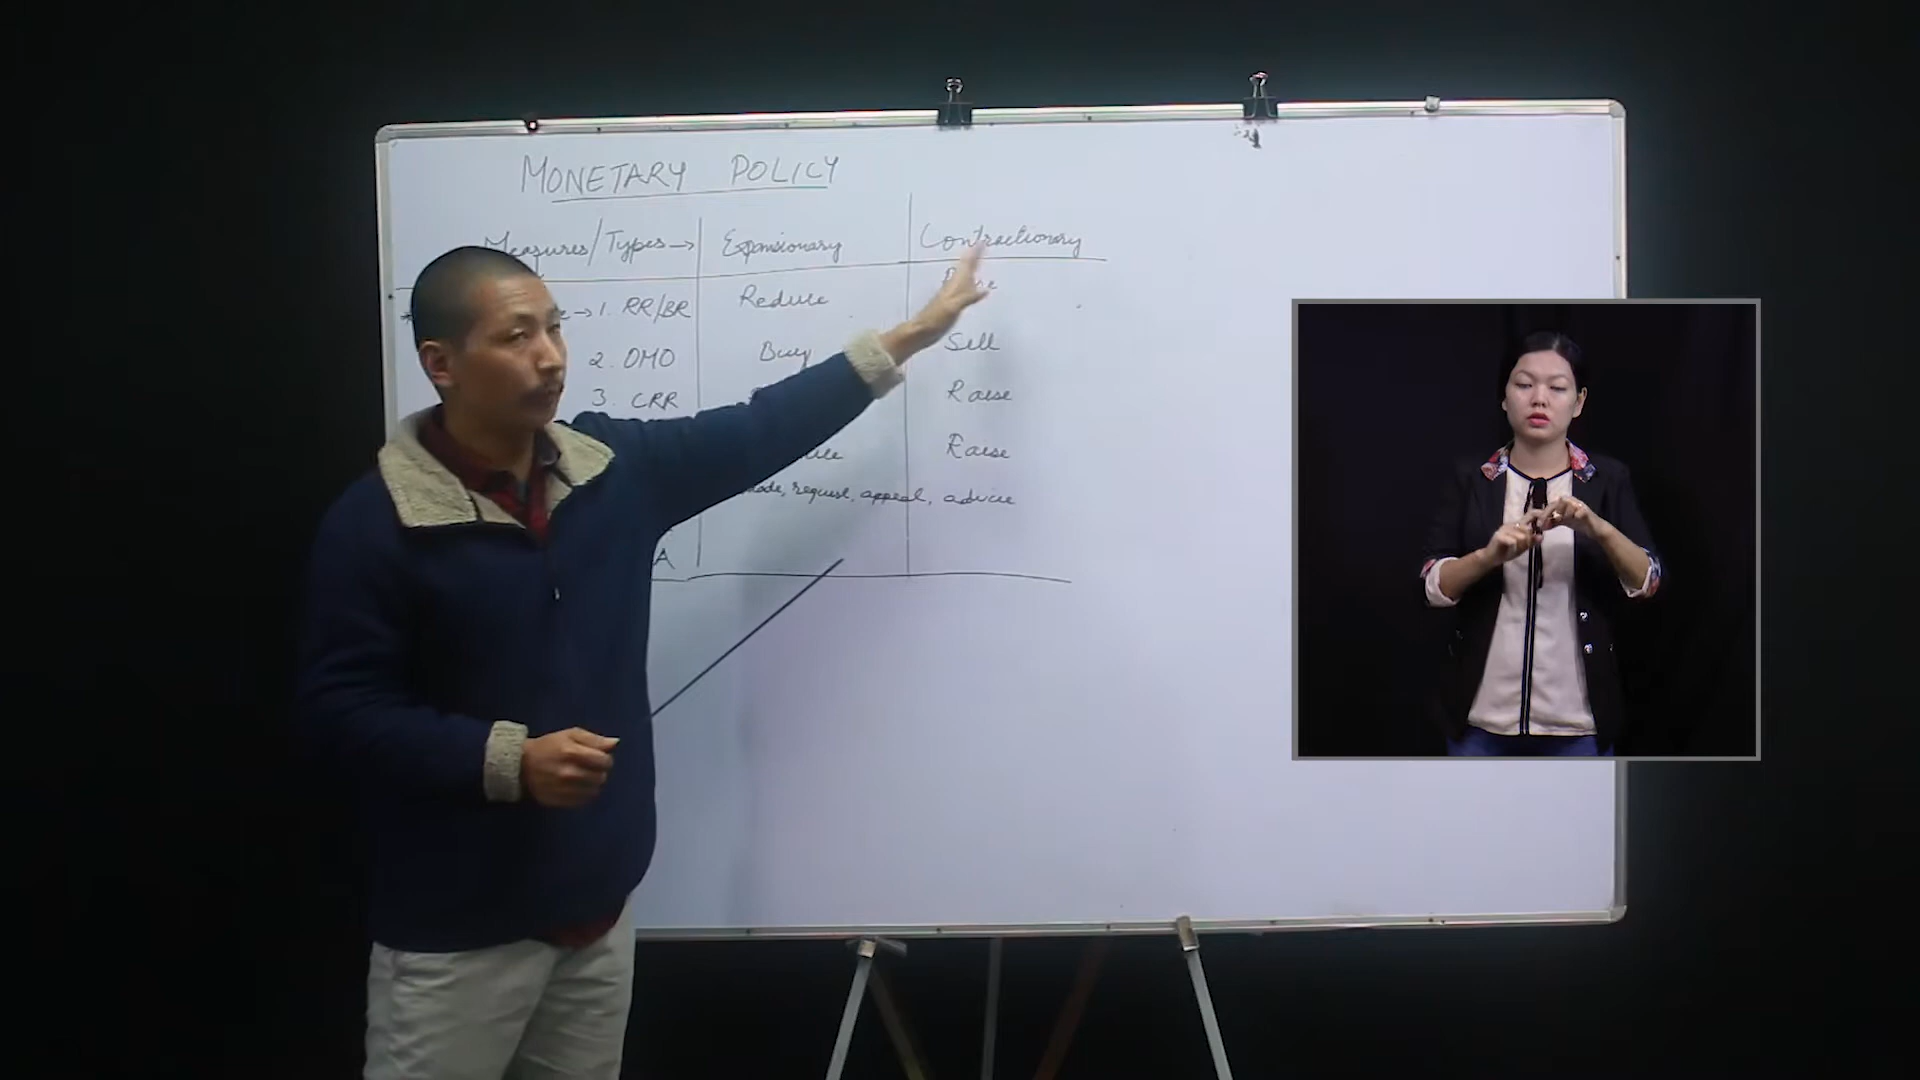 MONETARY POLICY
Measures/Types → Expansionary Contractionary
→ 1. RR/BR Reduce
2. OMO Buy Sell
3. CRR Raise
Raise
request, appeal, advice
A